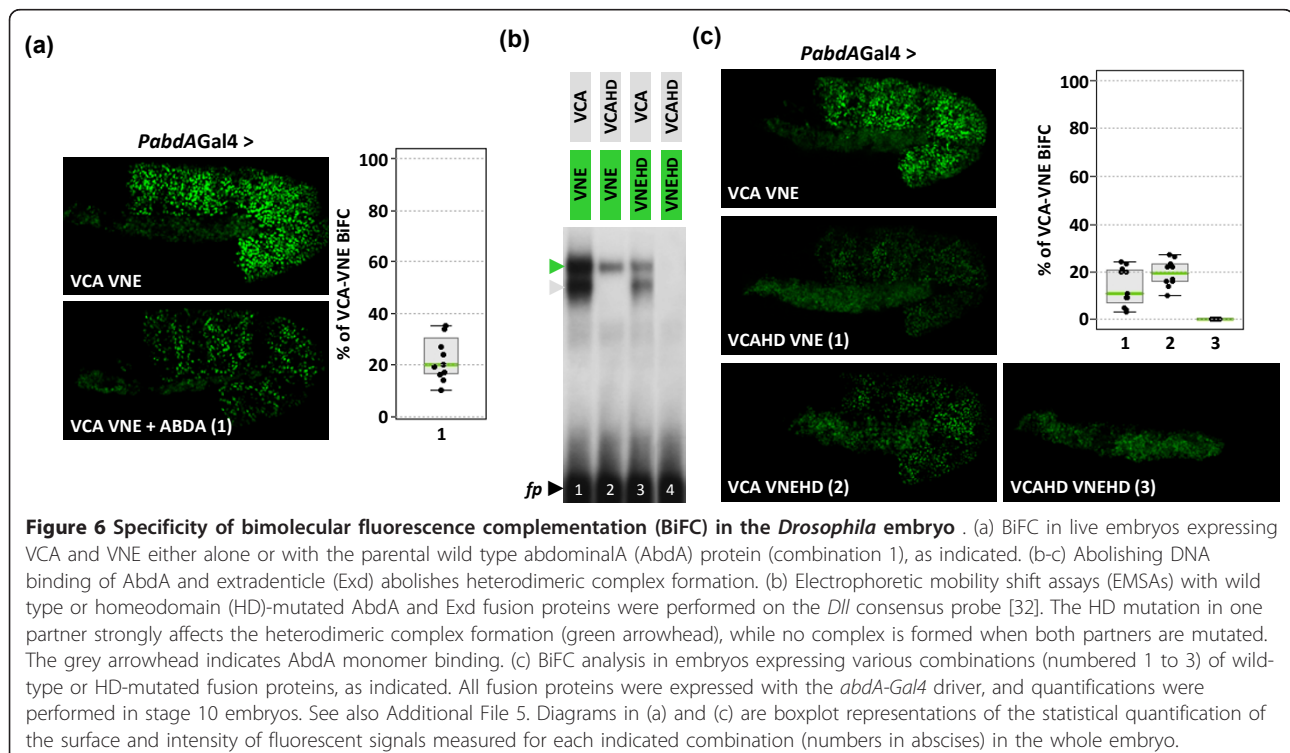 (a)
PabdAGal4 >
VCA VNE
VCA VNE + ABDA (1)
% of VCA-VNE BiFC
100
80
60
40
20
0
1
(b)
VCA
VCAHD
VCA
VCAHD
VNE
VNE
VNEHD
VNEHD
fp
1
2
3
4
(c)
PabdAGal4 >
VCA VNE
VCAHD VNE (1)
VCA VNEHD (2)
VCAHD VNEHD (3)
% of VCA-VNE BiFC
100
80
60
40
20
0
1
2
3
Figure 6 Specificity of bimolecular fluorescence complementation (BiFC) in the Drosophila embryo . (a) BiFC in live embryos expressing
VCA and VNE either alone or with the parental wild type abdominalA (AbdA) protein (combination 1), as indicated. (b-c) Abolishing DNA
binding of AbdA and extradenticle (Exd) abolishes heterodimeric complex formation. (b) Electrophoretic mobility shift assays (EMSAs) with wild
type or homeodomain (HD)-mutated AbdA and Exd fusion proteins were performed on the Dll consensus probe [32]. The HD mutation in one
partner strongly affects the heterodimeric complex formation (green arrowhead), while no complex is formed when both partners are mutated.
The grey arrowhead indicates AbdA monomer binding. (c) BiFC analysis in embryos expressing various combinations (numbered 1 to 3) of wild-
type or HD-mutated fusion proteins, as indicated. All fusion proteins were expressed with the abdA-Gal4 driver, and quantifications were
performed in stage 10 embryos. See also Additional File 5. Diagrams in (a) and (c) are boxplot representations of the statistical quantification of
the surface and intensity of fluorescent signals measured for each indicated combination (numbers in abscises) in the whole embryo.